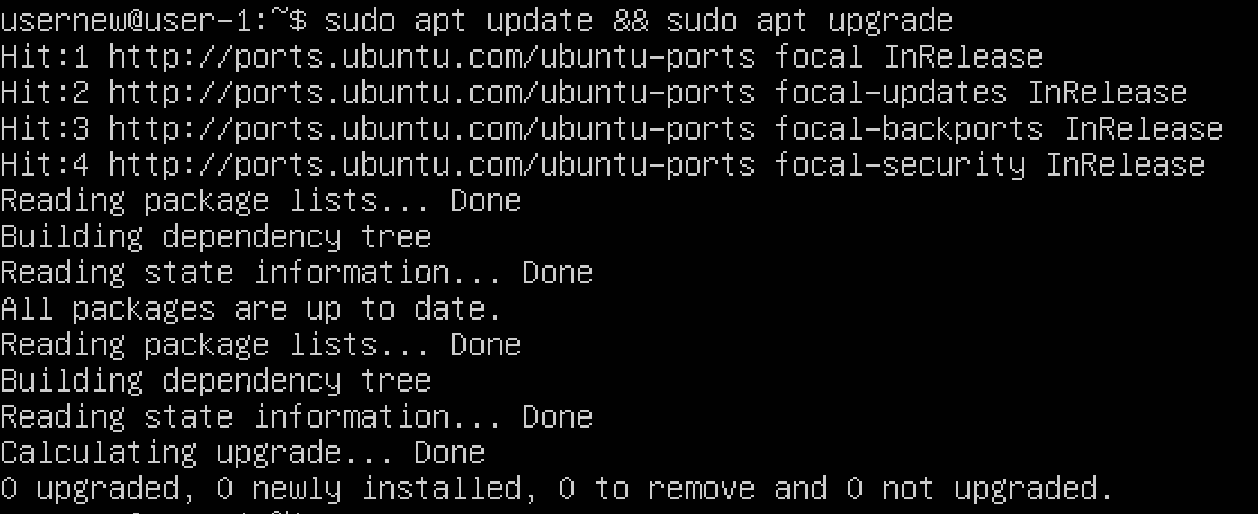 usernew@user-1:~$ sudo apt update && sudo apt upgrade
Hit:1 http://ports.ubuntu.com/ubuntu-ports focal InRelease
Hit:2 http://ports.ubuntu.com/ubuntu-ports focal-updates InRelease
Hit:3 http://ports.ubuntu.com/ubuntu-ports focal-backports InRelease
Hit:4 http://ports.ubuntu.com/ubuntu-ports focal-security InRelease
Reading package lists... Done
Building dependency tree
Reading state information... Done
All packages are up to date.
Reading package lists... Done
Building dependency tree
Reading state information... Done
Calculating upgrade... Done
0 upgraded, 0 newly installed, 0 to remove and 0 not upgraded.